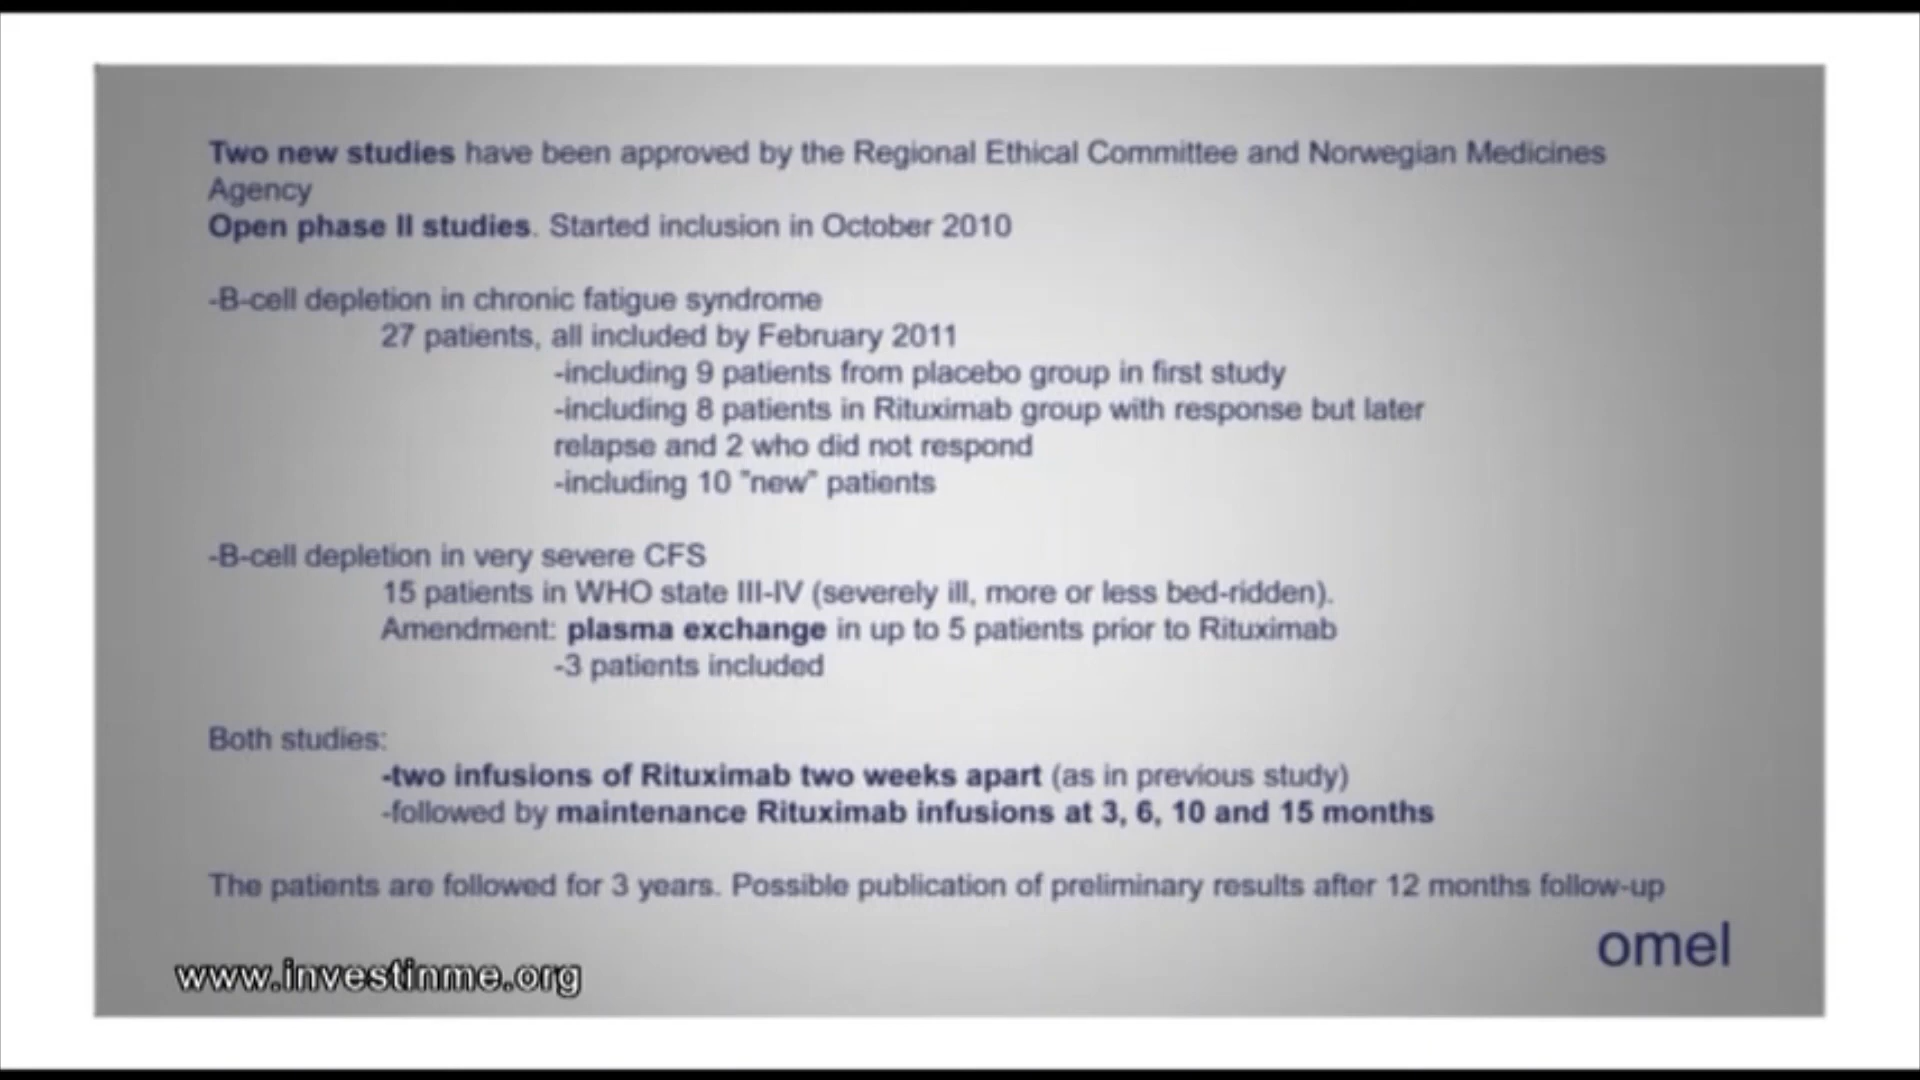 Two new studies have been approved by the Regional Ethical Committee and Norwegian Medicines
Agency
Open phase II studies. Started inclusion in October 2010
-B-cell depletion in chronic fatigue syndrome
27 patients, all included by February 2011
-including 9 patients from placebo group in first study
-including 8 patients in Rituximab group with response but later
relapse and 2 who did not respond
-including 10 "new" patients
-B-cell depletion in very severe CFS
15 patients in WHO state III-IV (severely ill, more or less bed-ridden).
Amendment: plasma exchange in up to 5 patients prior to Rituximab
-3 patients included
Both studies:
-two infusions of Rituximab two weeks apart (as in previous study)
-followed by maintenance Rituximab infusions at 3, 6, 10 and 15 months
The patients are followed for 3 years. Possible publication of preliminary results after 12 months follow-up
omel
www.investinme.org